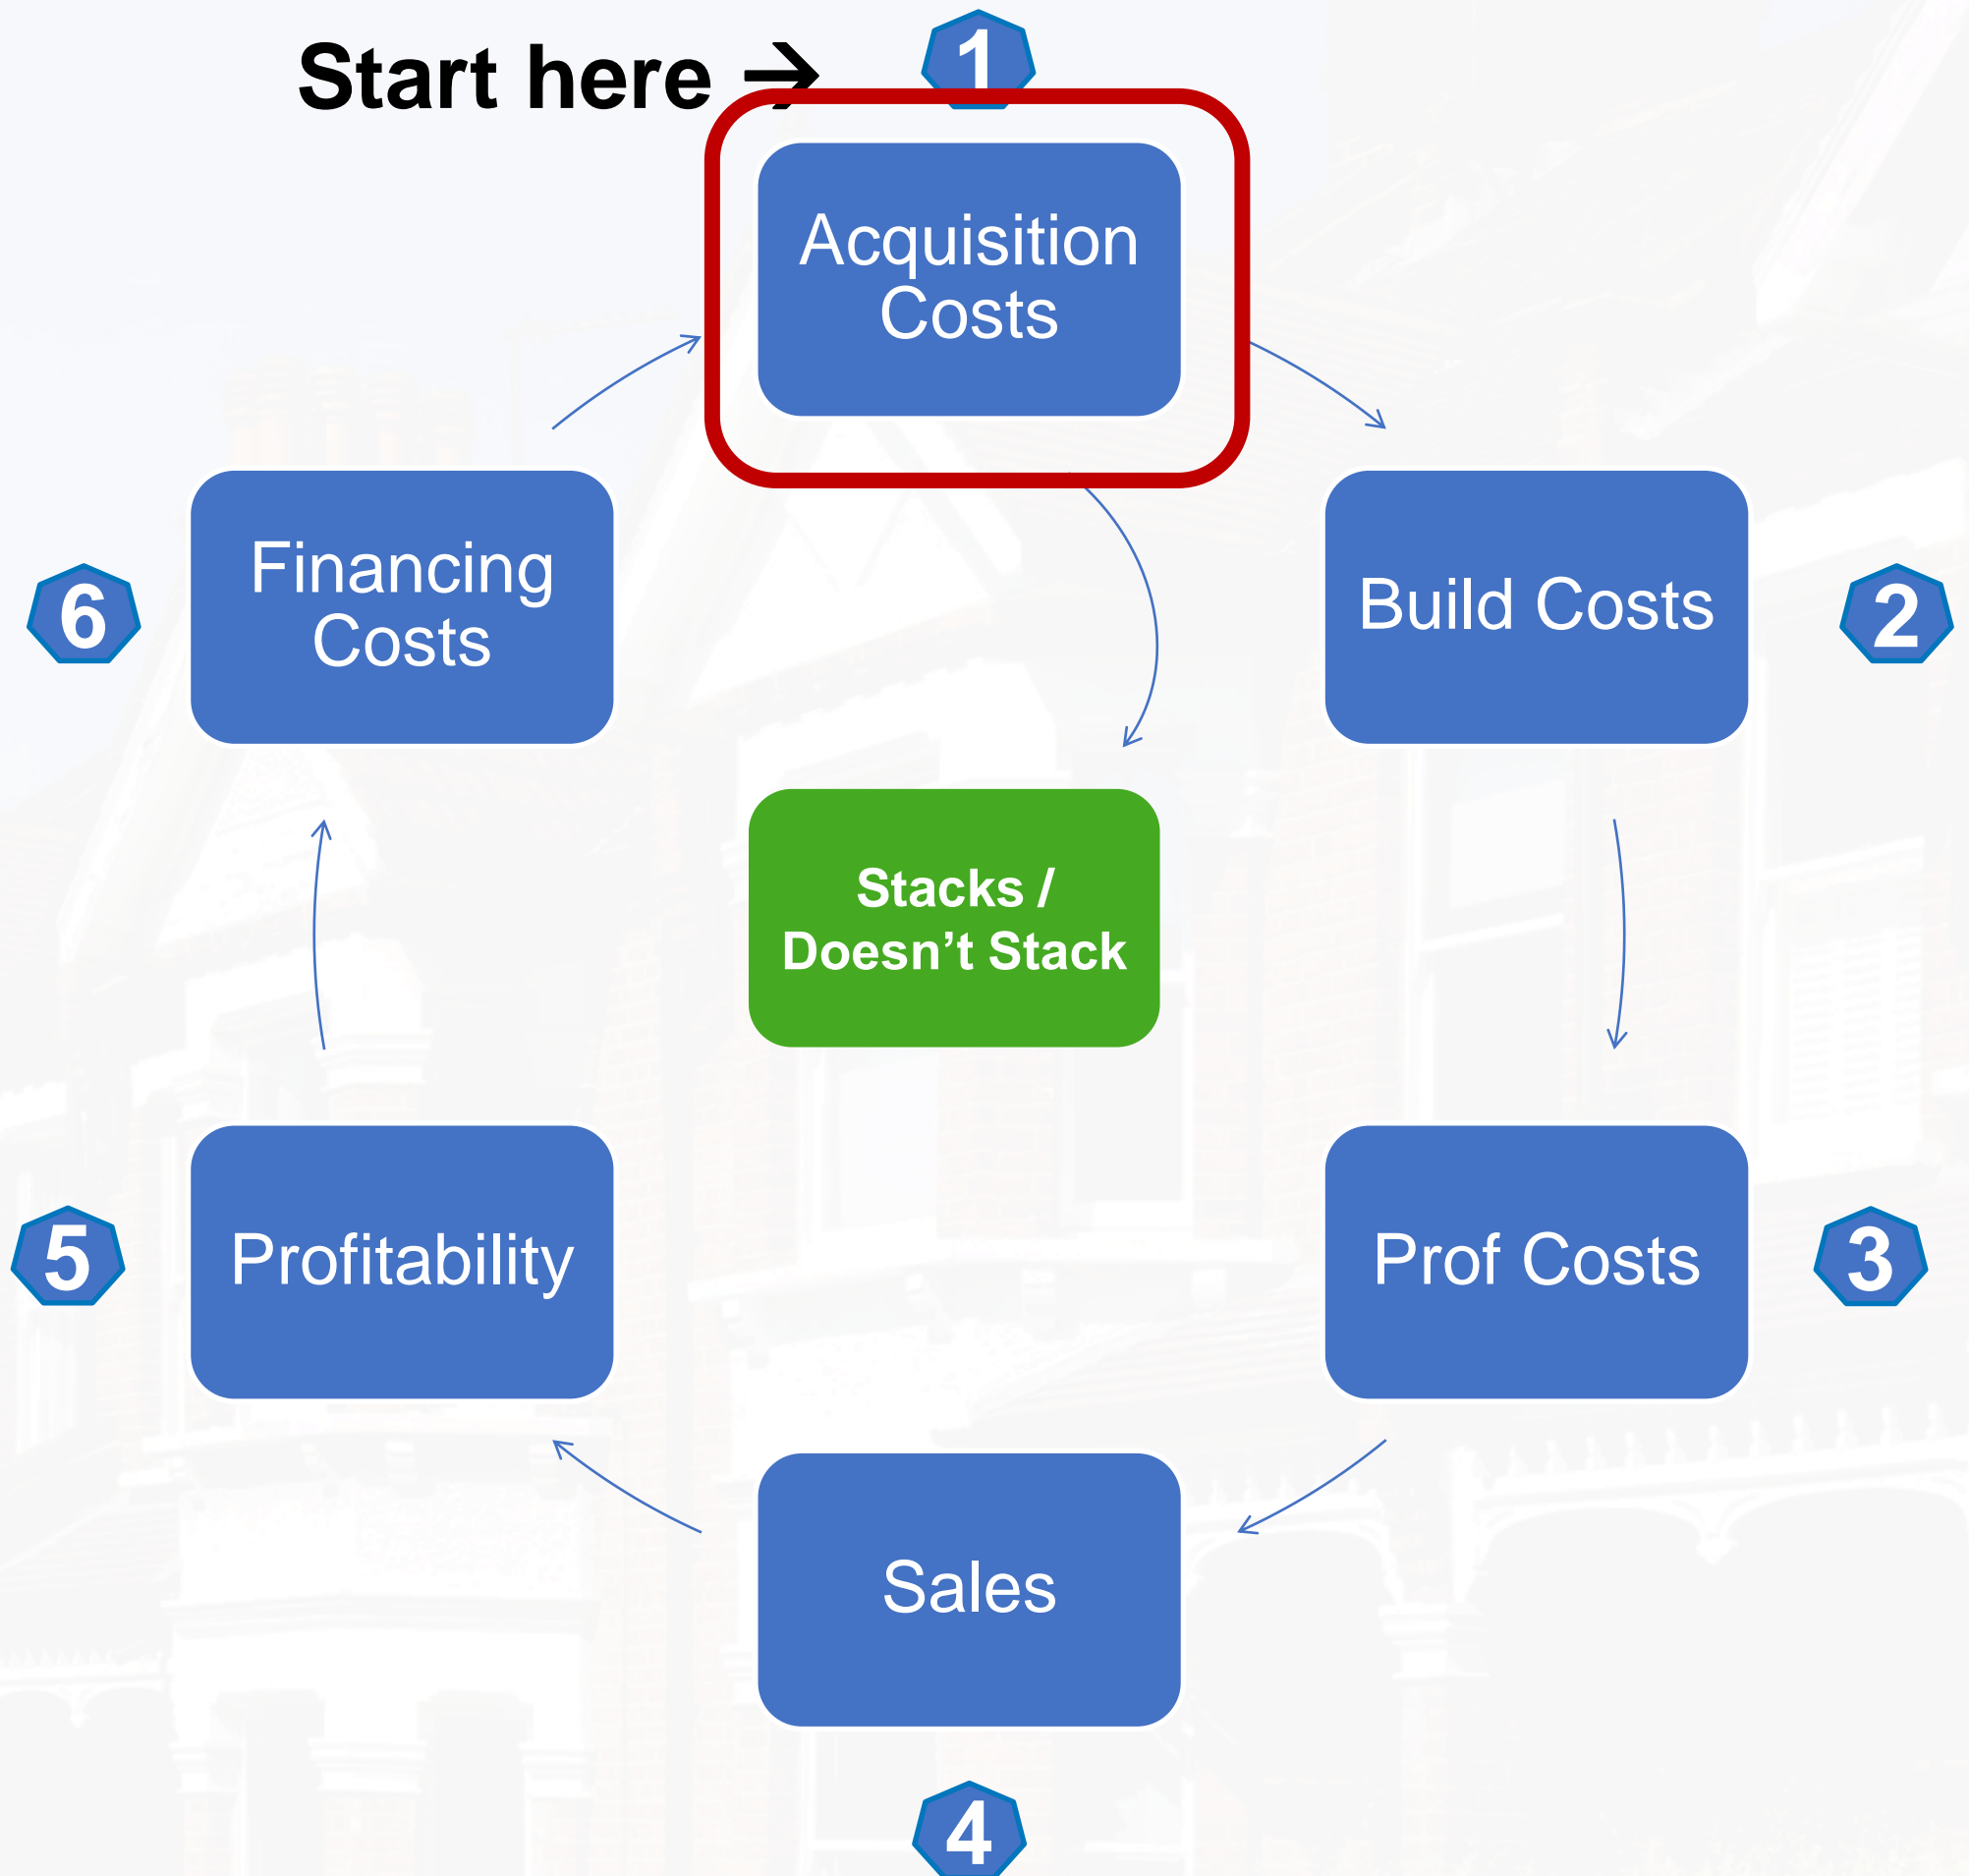 Start here →
1
Acquisition
Costs
Build Costs
2
Prof Costs
3
Sales
4
Profitability
5
Financing
Costs
6
Stacks /
Doesn’t Stack